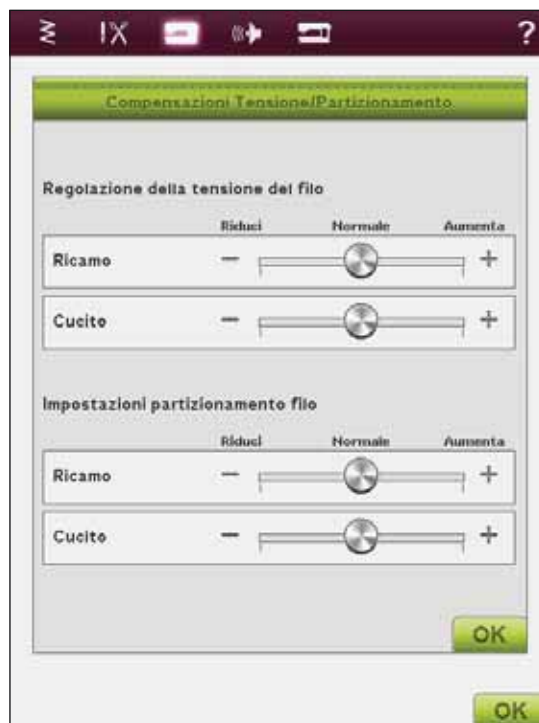 ?
Compensazioni Tensione/Partizionamento
Regolazione della tensione del filo
Riduci Normale Aumenta
Ricamo − +
Cucito − +
Impostazioni partizionamento filo
Riduci Normale Aumenta
Ricamo − +
Cucito − +
OK
OK